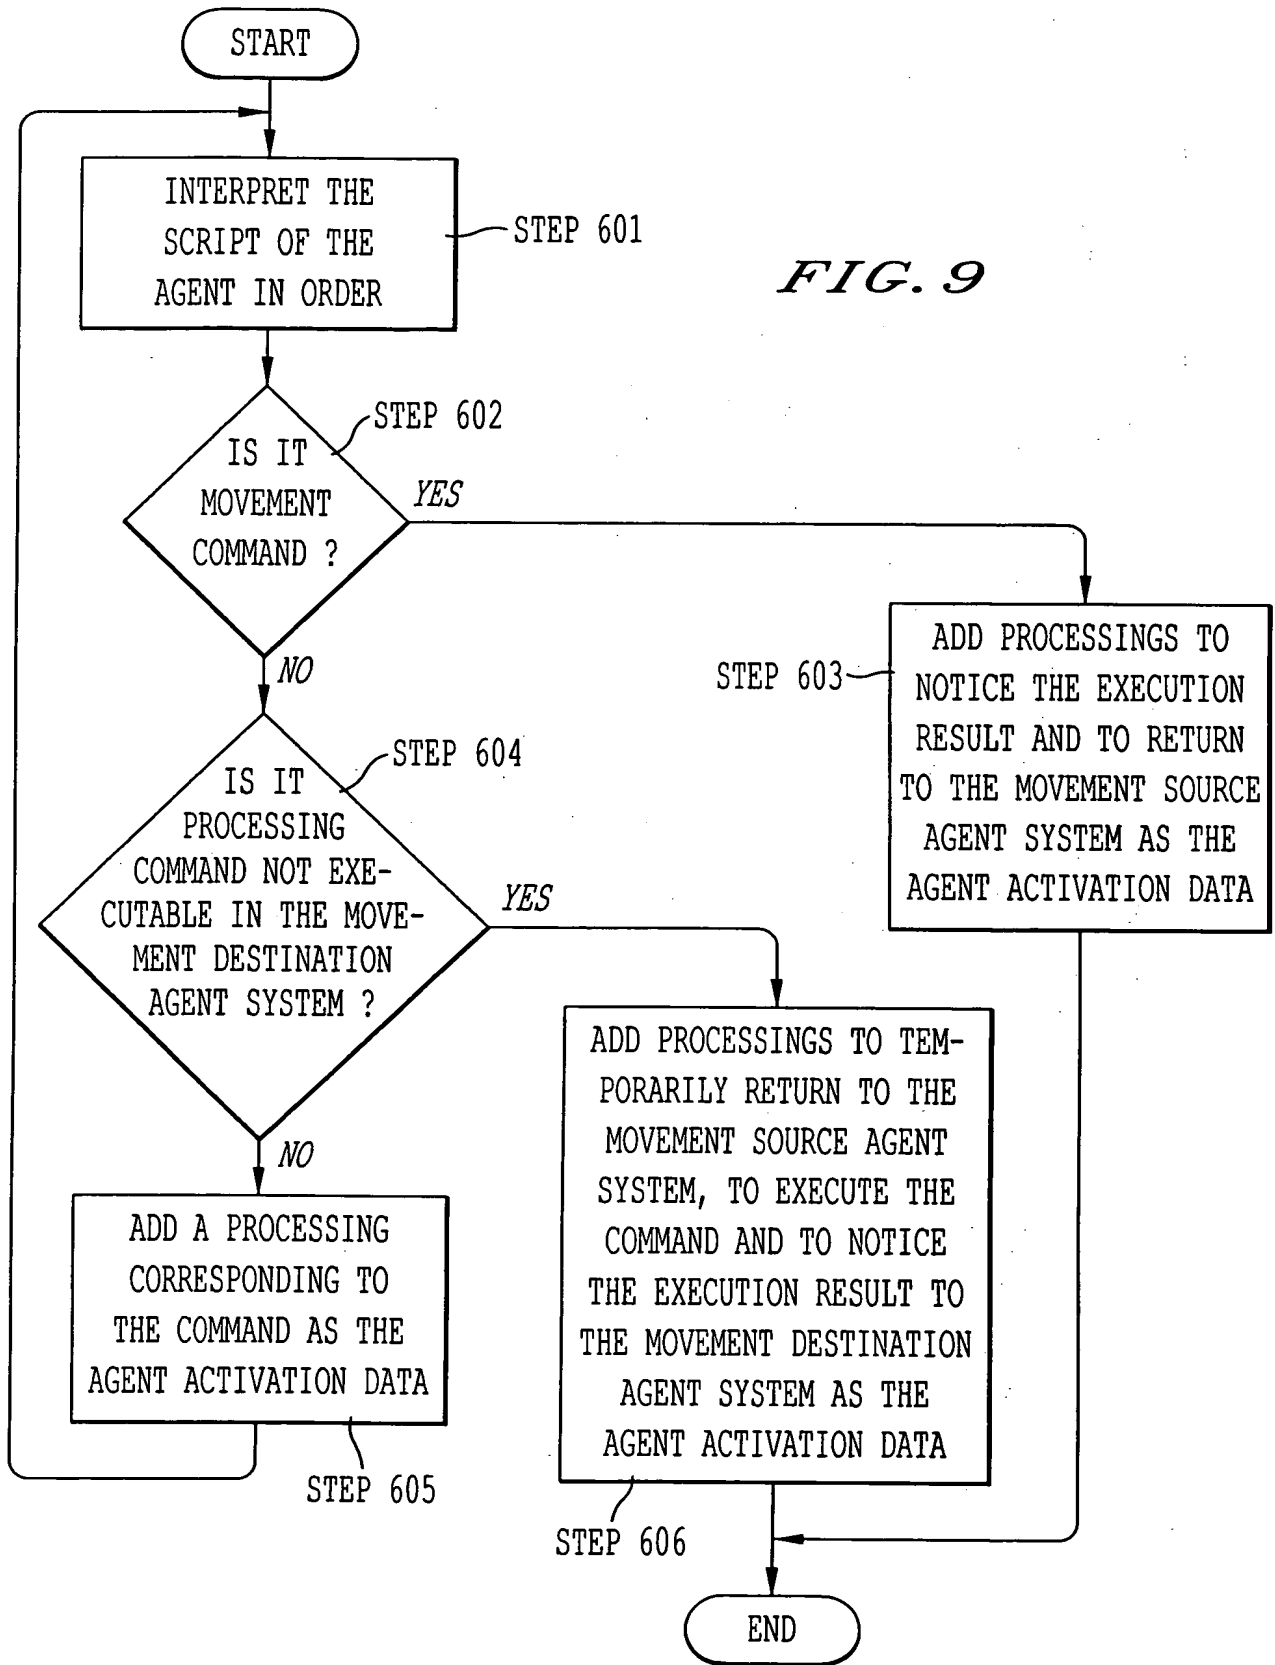 START
INTERPRET THE
SCRIPT OF THE
AGENT IN ORDER
STEP 601
FIG. 9
STEP 602
IS IT
MOVEMENT
COMMAND ?
YES
NO
STEP 603
ADD PROCESSINGS TO
NOTICE THE EXECUTION
RESULT AND TO RETURN
TO THE MOVEMENT SOURCE
AGENT SYSTEM AS THE
AGENT ACTIVATION DATA
STEP 604
IS IT
PROCESSING
COMMAND NOT EXE-
CUTABLE IN THE MOVE-
MENT DESTINATION
AGENT SYSTEM ?
YES
NO
ADD PROCESSINGS TO TEM-
PORARILY RETURN TO THE
MOVEMENT SOURCE AGENT
SYSTEM, TO EXECUTE THE
COMMAND AND TO NOTICE
THE EXECUTION RESULT TO
THE MOVEMENT DESTINATION
AGENT SYSTEM AS THE
AGENT ACTIVATION DATA
ADD A PROCESSING
CORRESPONDING TO
THE COMMAND AS THE
AGENT ACTIVATION DATA
STEP 605
STEP 606
END